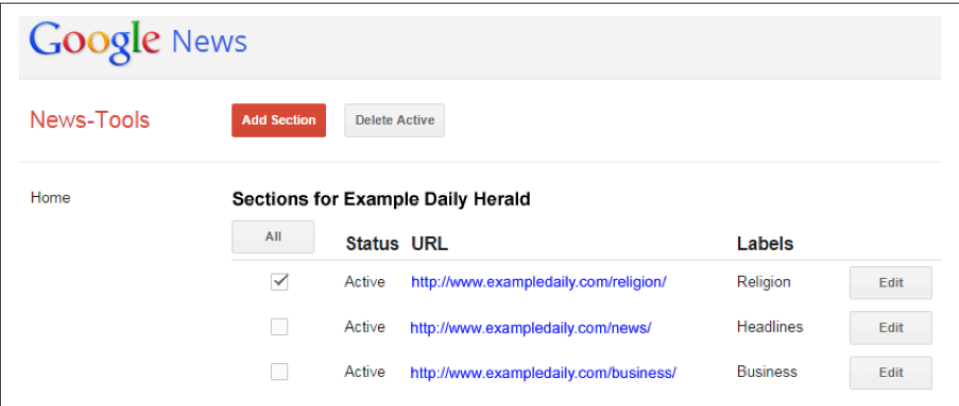 Google News
News-Tools Add Section Delete Active
Home Sections for Example Daily Herald
All Status URL Labels
Active http://www.exampledaily.com/religion/ Religion Edit
Active http://www.exampledaily.com/news/ Headlines Edit
Active http://www.exampledaily.com/business/ Business Edit